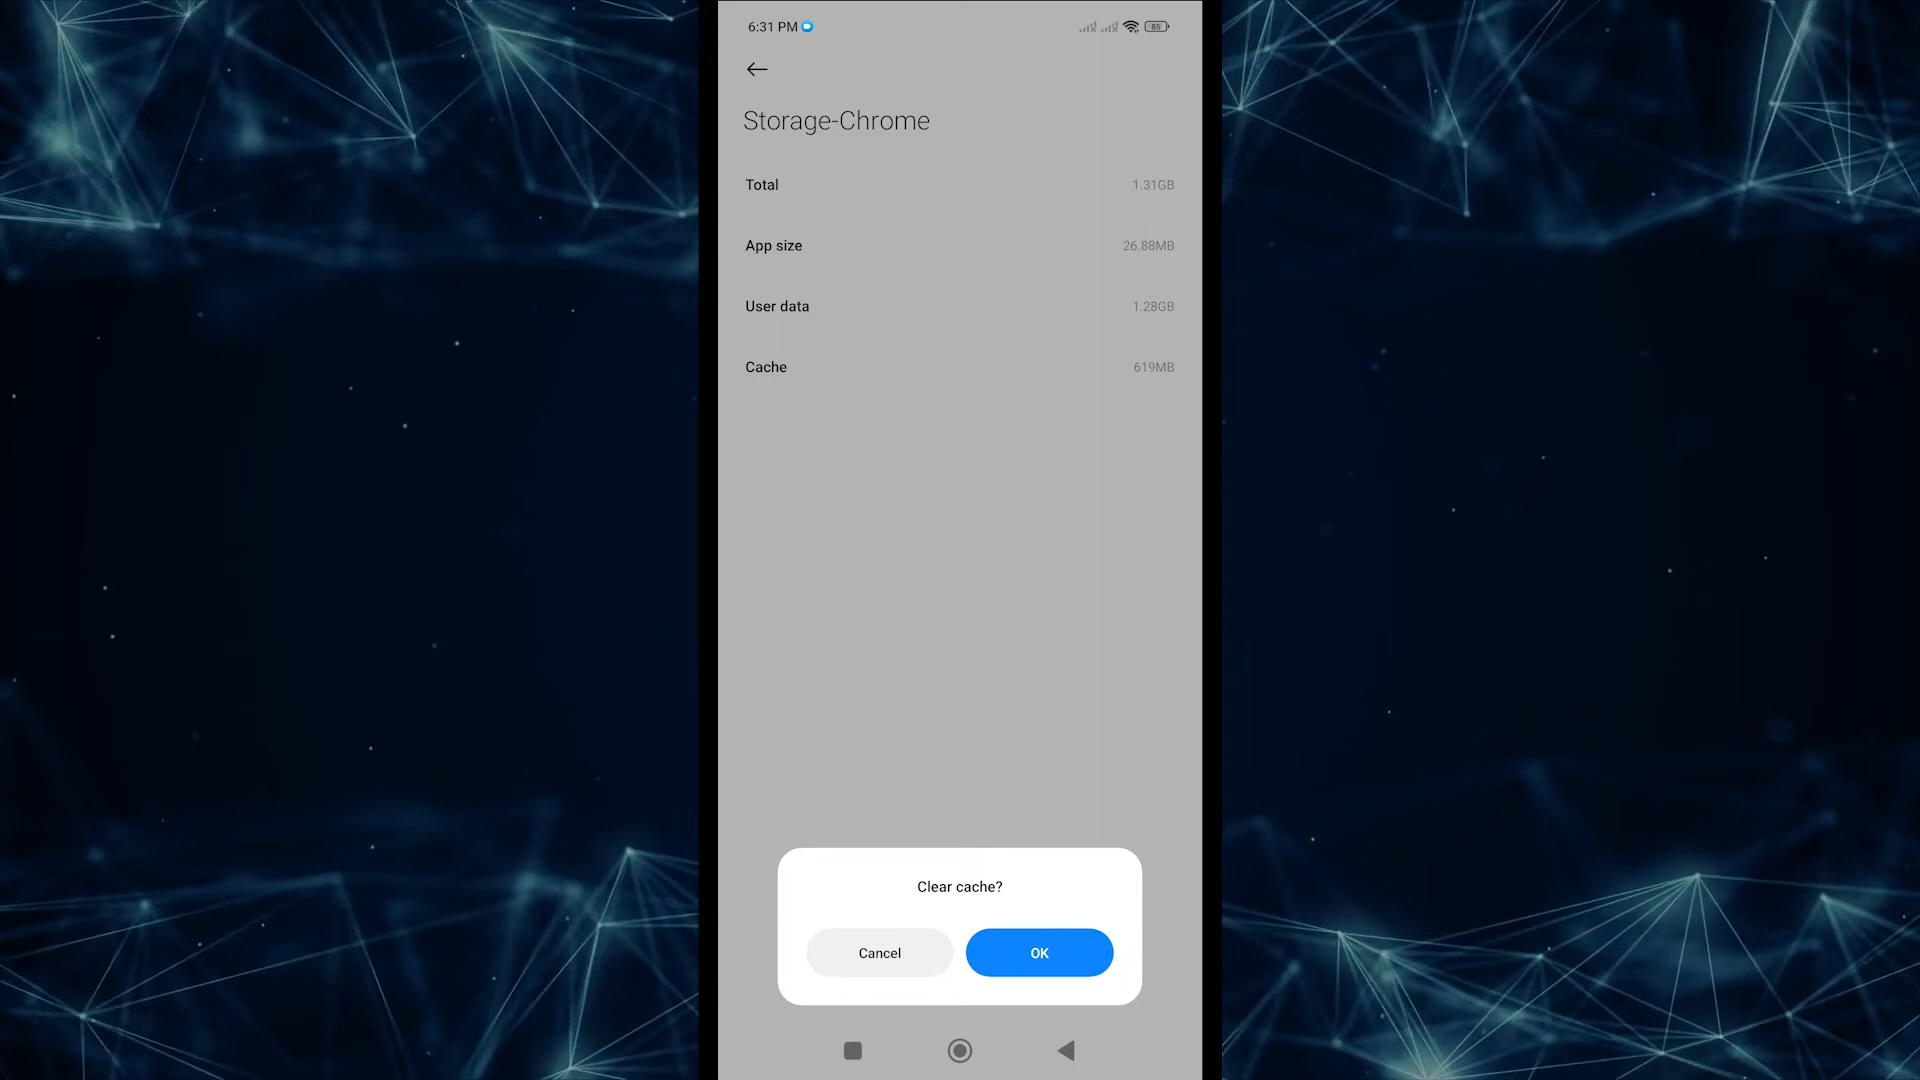 6:31 PM
85
Storage-Chrome
Total 1.31GB
App size 26.88MB
User data 1.28GB
Cache 619MB
Clear cache?
Cancel OK